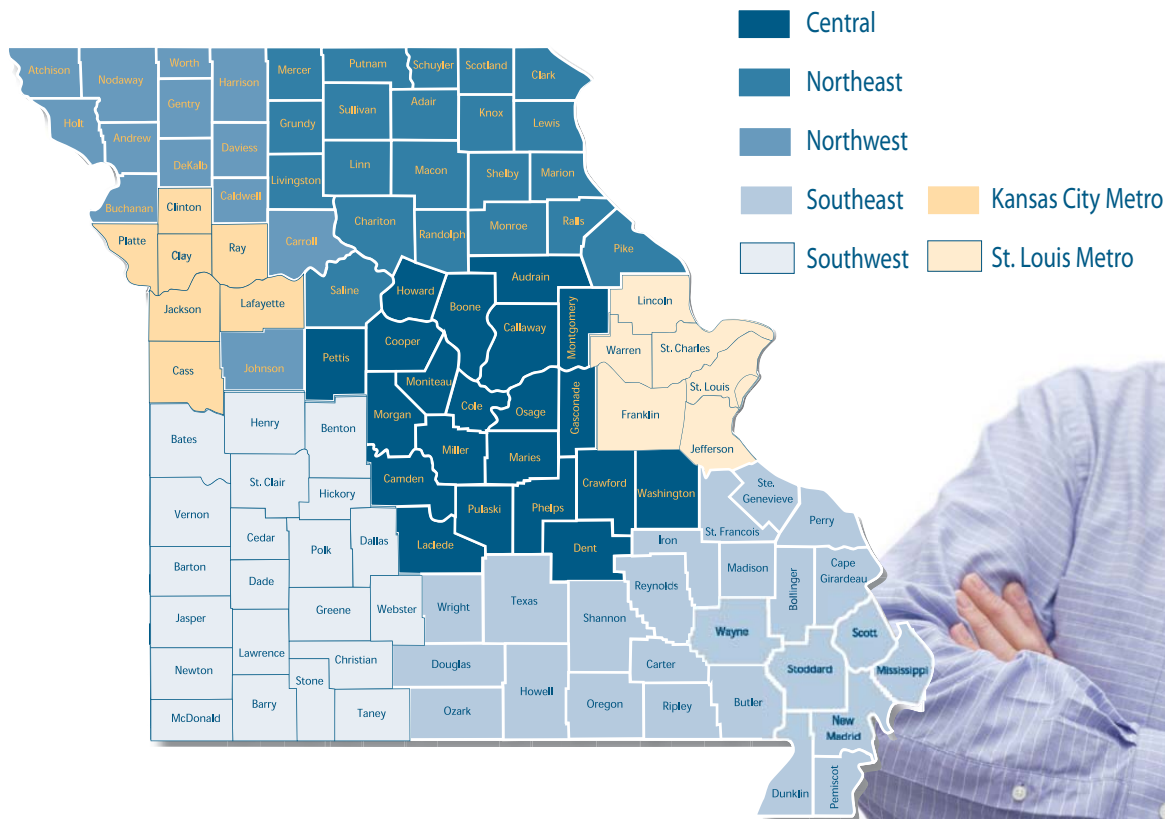 Central
Northeast
Northwest
Southeast
Kansas City Metro
Southwest
St. Louis Metro
Atchison
Nodaway
Worth
Harrison
Mercer
Putnam
Schuyler
Scotland
Clark
Gentry
Holt
Andrew
DeKalb
Daviess
Grundy
Sullivan
Adair
Knox
Lewis
Buchanan
Clinton
Caldwell
Livingston
Linn
Macon
Shelby
Marion
Platte
Clay
Ray
Carroll
Chariton
Randolph
Monroe
Ralls
Pike
Jackson
Lafayette
Saline
Howard
Boone
Audrain
Callaway
Montgomery
Lincoln
Warren
St. Charles
St. Louis
Cass
Johnson
Pettis
Cooper
Moniteau
Cole
Osage
Gasconade
Franklin
Jefferson
Bates
Henry
Benton
Morgan
Miller
Maries
St. Clair
Hickory
Camden
Pulaski
Phelps
Crawford
Washington
Ste.
Genevieve
St. Francois
Perry
Vernon
Cedar
Polk
Dallas
Laclede
Dent
Iron
Madison
Bollinger
Cape
Girardeau
Barton
Dade
Greene
Webster
Wright
Texas
Shannon
Reynolds
Wayne
Scott
Jasper
Lawrence
Christian
Douglas
Carter
Stoddard
Mississippi
Newton
Stone
Howell
Oregon
Ripley
Butler
McDonald
Barry
Taney
Ozark
New
Madrid
Dunklin
Pemiscot